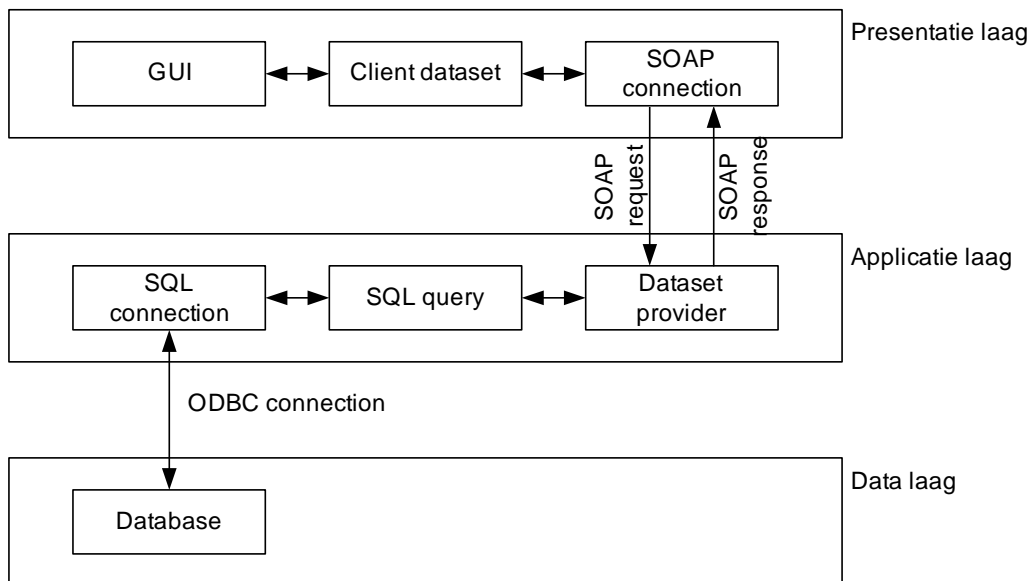 Presentatie laag
GUI
Client dataset
SOAP
connection
SOAP
request
SOAP
response
Applicatie laag
SQL
connection
SQL query
Dataset
provider
ODBC connection
Data laag
Database